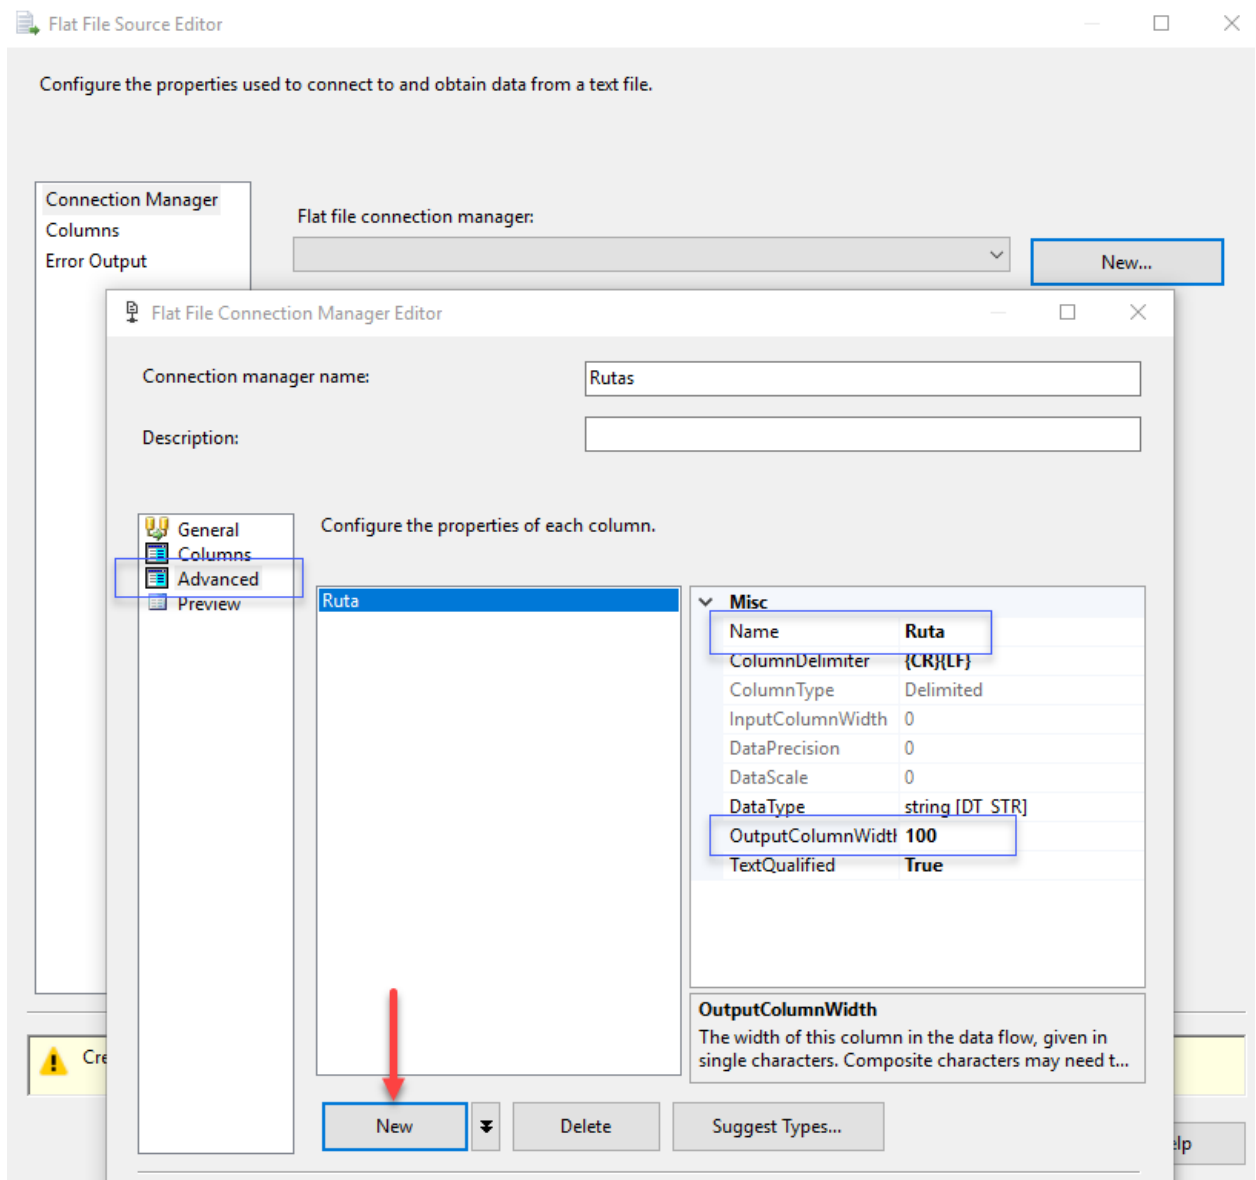 Flat File Source Editor
Configure the properties used to connect to and obtain data from a text file.
Connection Manager
Columns
Error Output
Flat file connection manager:
New...
Flat File Connection Manager Editor
Connection manager name:
Rutas
Description:
General
Columns
Advanced
Preview
Configure the properties of each column.
Ruta
Misc
Name Ruta
ColumnDelimiter {CR}{LF}
ColumnType Delimited
InputColumnWidth 0
DataPrecision 0
DataScale 0
DataType string [DT_STR]
OutputColumnWidth 100
TextQualified True
OutputColumnWidth
The width of this column in the data flow, given in
single characters. Composite characters may need t...
Cre
New
Delete
Suggest Types...
elp